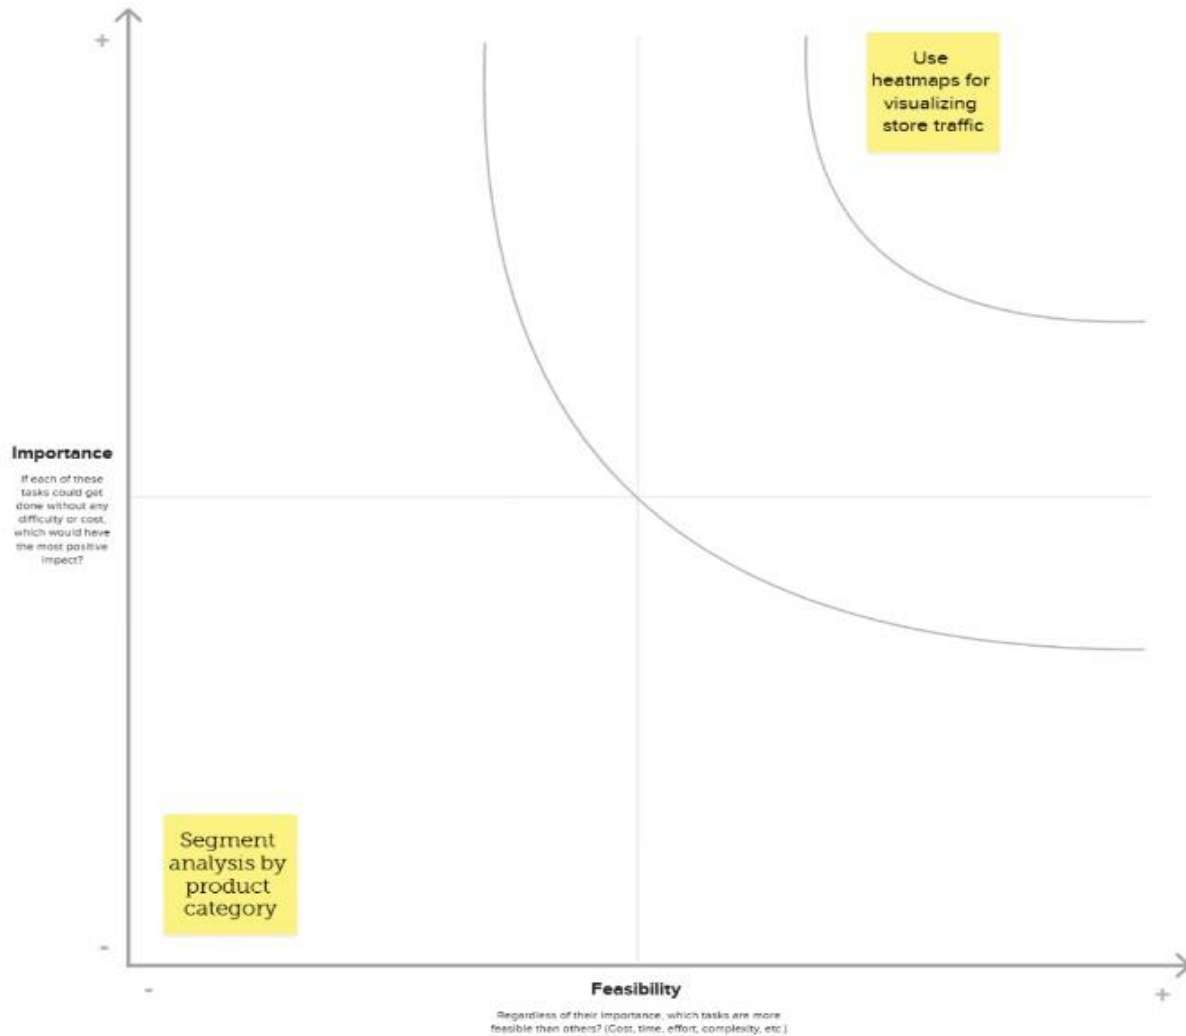 +
Use
heatmaps for
visualizing
store traffic
Importance
If each of these
tasks could get
done without any
difficulty or cost,
which would have
the most positive
impact?
Segment
analysis by
product
category
-
-
Feasibility
+
Regardless of their importance, which tasks are more
feasible than others? (Cost, time, effort, complexity, etc.)